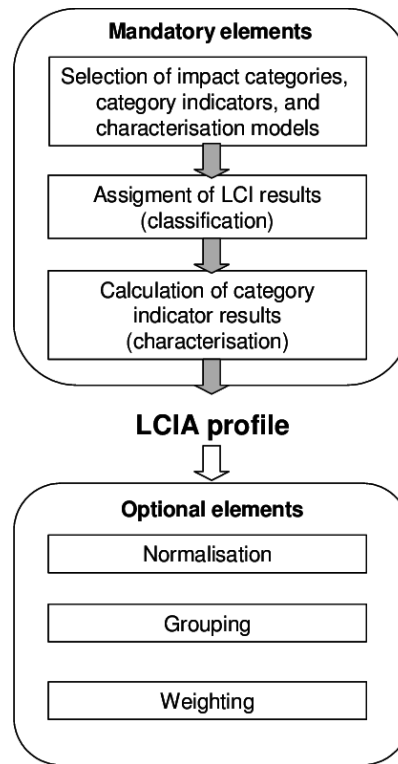 Mandatory elements
Selection of impact categories,
category indicators, and
characterisation models
Assigment of LCI results
(classification)
Calculation of category
indicator results
(characterisation)
LCIA profile
Optional elements
Normalisation
Grouping
Weighting